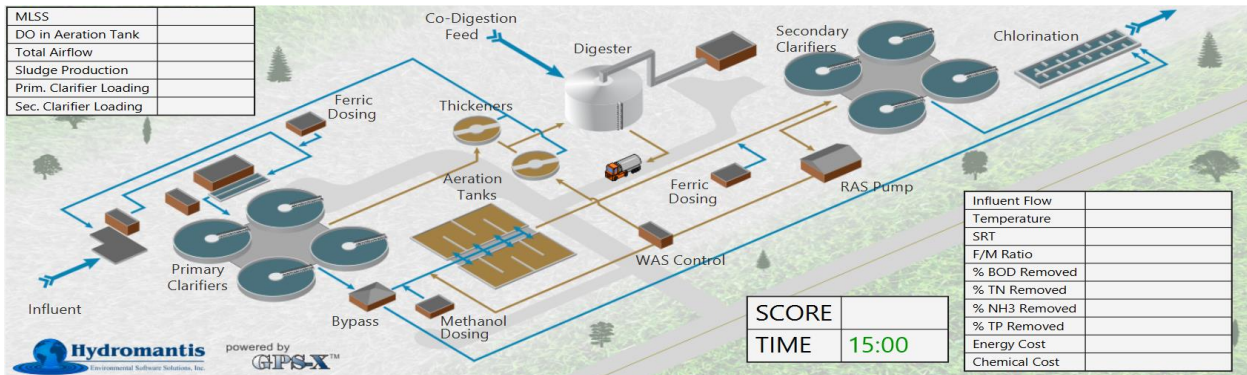 MLSS
DO in Aeration Tank
Total Airflow
Sludge Production
Prim. Clarifier Loading
Sec. Clarifier Loading
Co-Digestion
Feed
Digester
Secondary
Clarifiers
Chlorination
Ferric
Dosing
Thickeners
Aeration
Tanks
Ferric
Dosing
RAS Pump
WAS Control
Primary
Clarifiers
Influent
Bypass
Methanol
Dosing
SCORE
TIME 15:00
Influent Flow
Temperature
SRT
F/M Ratio
% BOD Removed
% TN Removed
% NH3 Removed
% TP Removed
Energy Cost
Chemical Cost
Hydromantis
Environmental Software Solutions, Inc.
powered by
GPS-X™